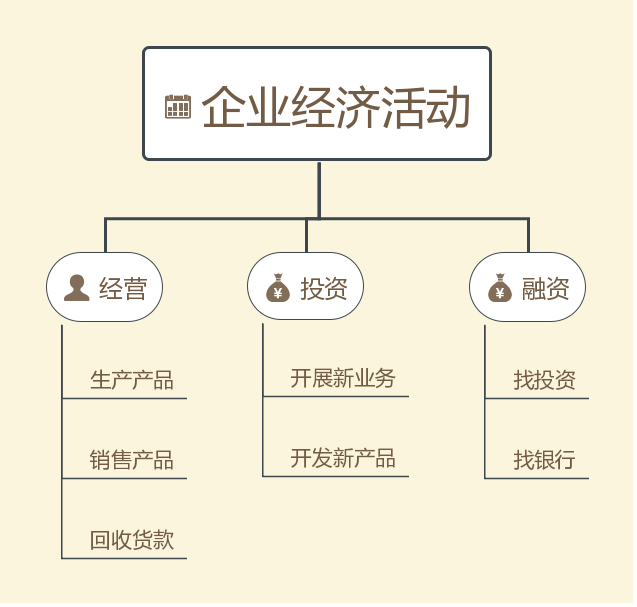 企业经济活动
经营
投资
融资
生产产品
销售产品
回收货款
开展新业务
开发新产品
找投资
找银行